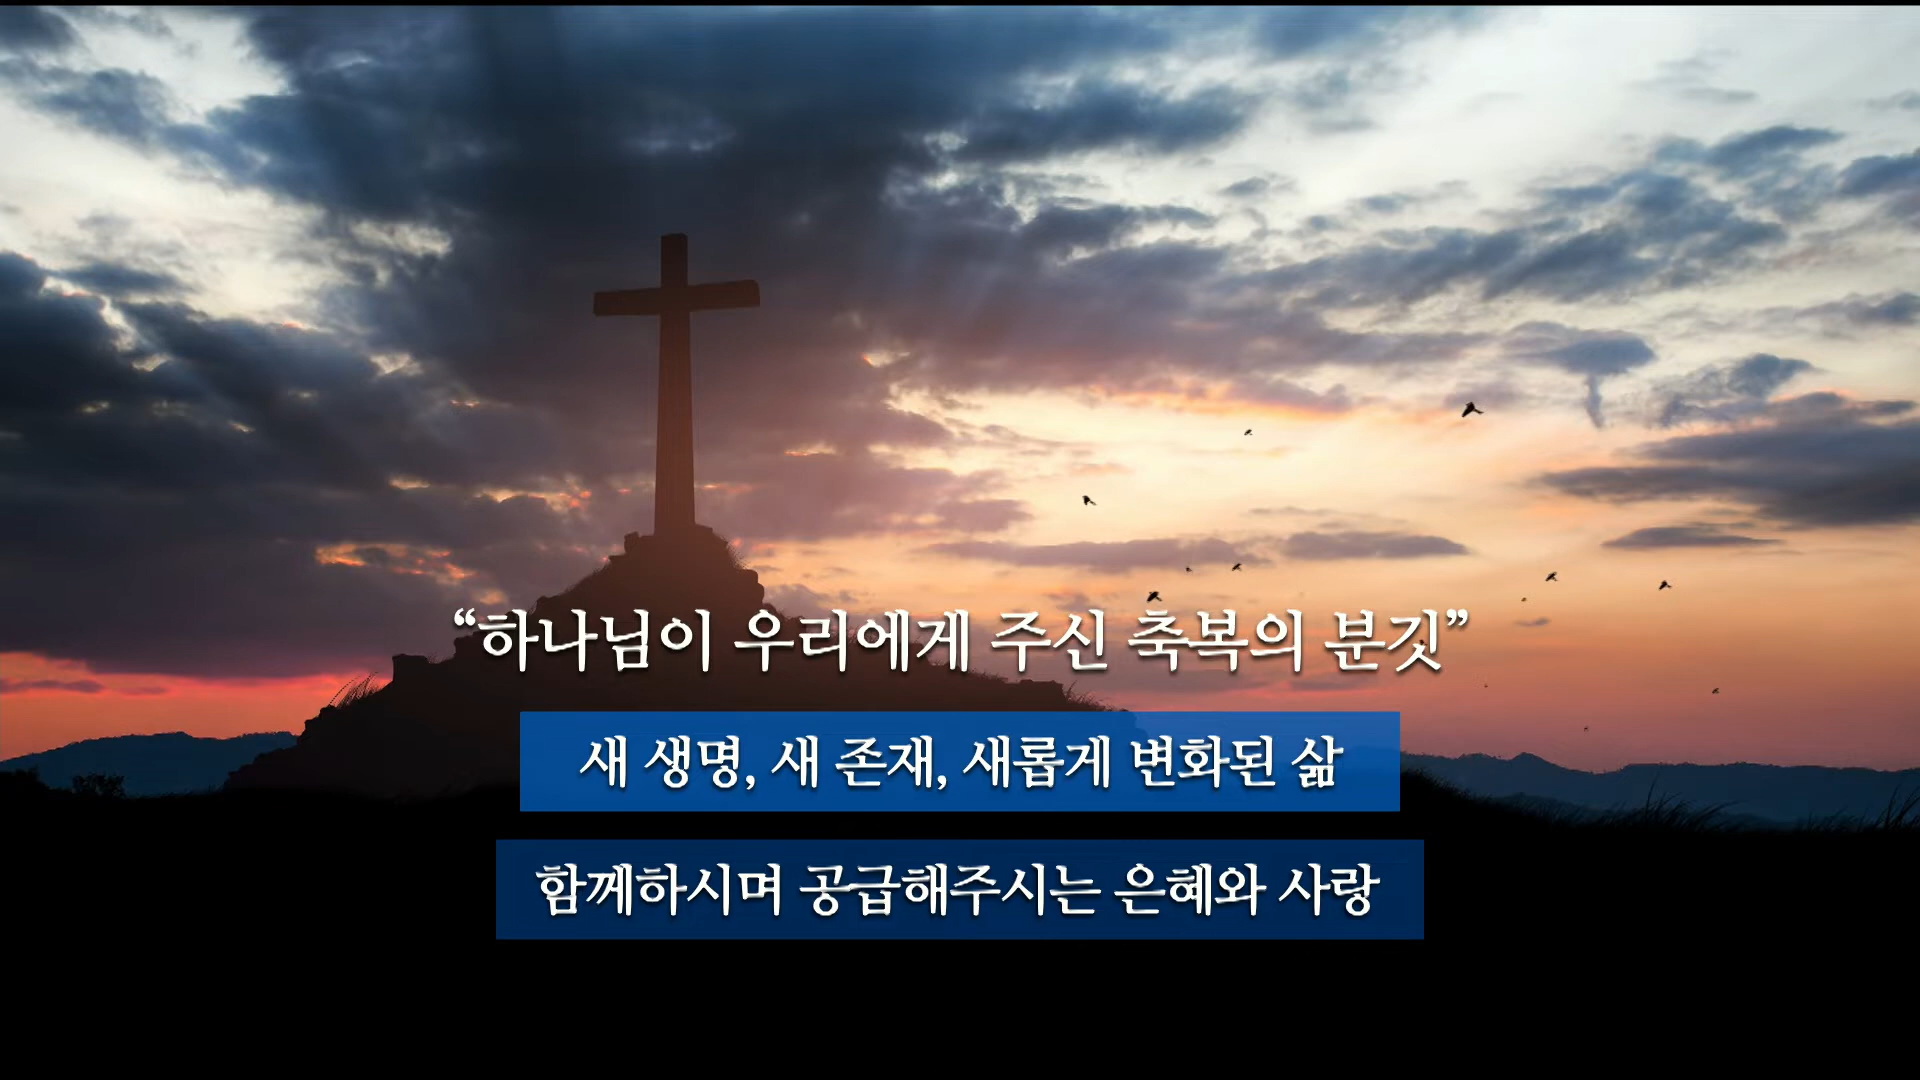 “하나님이 우리에게 주신 축복의 분깃”
새 생명, 새 존재, 새롭게 변화된 삶
함께하시며 공급해주시는 은혜와 사랑